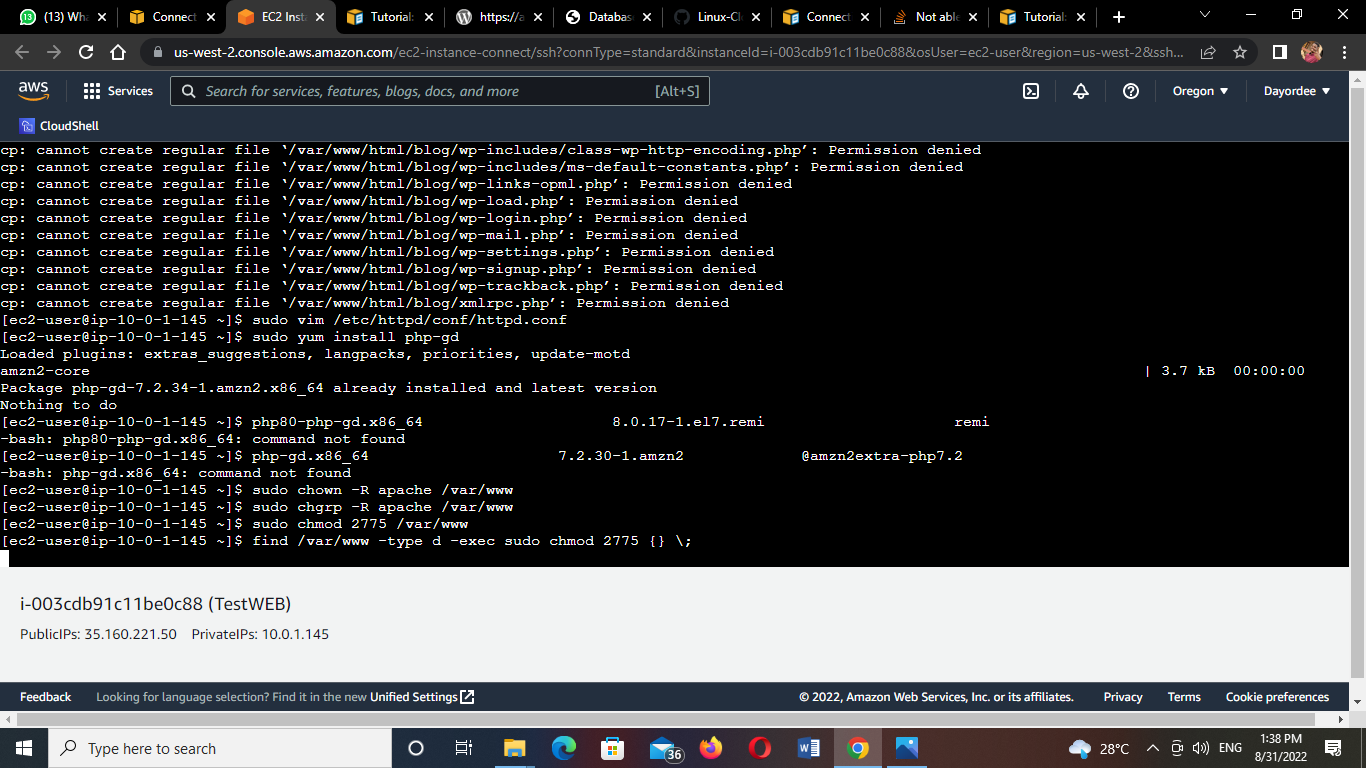 (13) Wha
Connect
EC2 Inst
Tutorial:
https://a
Databas
Linux-Cl
Connect
Not able
Tutorial
us-west-2.console.aws.amazon.com/ec2-instance-connect/ssh?connType=standard&instanceId=i-003cdb91c11be0c88&osUser=ec2-user&region=us-west-2&ssh...
aws
Services
Search for services, features, blogs, docs, and more
[Alt+S]
Oregon
Dayordee
CloudShell
cp: cannot create regular file ‘/var/www/html/blog/wp-includes/class-wp-http-encoding.php’: Permission denied
cp: cannot create regular file ‘/var/www/html/blog/wp-includes/ms-default-constants.php’: Permission denied
cp: cannot create regular file ‘/var/www/html/blog/wp-links-opml.php’: Permission denied
cp: cannot create regular file ‘/var/www/html/blog/wp-load.php’: Permission denied
cp: cannot create regular file ‘/var/www/html/blog/wp-login.php’: Permission denied
cp: cannot create regular file ‘/var/www/html/blog/wp-mail.php’: Permission denied
cp: cannot create regular file ‘/var/www/html/blog/wp-settings.php’: Permission denied
cp: cannot create regular file ‘/var/www/html/blog/wp-signup.php’: Permission denied
cp: cannot create regular file ‘/var/www/html/blog/wp-trackback.php’: Permission denied
cp: cannot create regular file ‘/var/www/html/blog/xmlrpc.php’: Permission denied
[ec2-user@ip-10-0-1-145 ~]$ sudo vim /etc/httpd/conf/httpd.conf
[ec2-user@ip-10-0-1-145 ~]$ sudo yum install php-gd
Loaded plugins: extras_suggestions, langpacks, priorities, update-motd
amzn2-core | 3.7 kB 00:00:00
Package php-gd-7.2.34-1.amzn2.x86_64 already installed and latest version
Nothing to do
[ec2-user@ip-10-0-1-145 ~]$ php80-php-gd.x86_64 8.0.17-1.el7.remi remi
-bash: php80-php-gd.x86_64: command not found
[ec2-user@ip-10-0-1-145 ~]$ php-gd.x86_64 7.2.30-1.amzn2 @amzn2extra-php7.2
-bash: php-gd.x86_64: command not found
[ec2-user@ip-10-0-1-145 ~]$ sudo chown -R apache /var/www
[ec2-user@ip-10-0-1-145 ~]$ sudo chgrp -R apache /var/www
[ec2-user@ip-10-0-1-145 ~]$ sudo chmod 2775 /var/www
[ec2-user@ip-10-0-1-145 ~]$ find /var/www -type d -exec sudo chmod 2775 {} \;
i-003cdb91c11be0c88 (TestWEB)
PublicIPs: 35.160.221.50 PrivateIPs: 10.0.1.145
Feedback
Looking for language selection? Find it in the new Unified Settings
© 2022, Amazon Web Services, Inc. or its affiliates.
Privacy
Terms
Cookie preferences
Type here to search
36
28°C
ENG
1:38 PM
8/31/2022